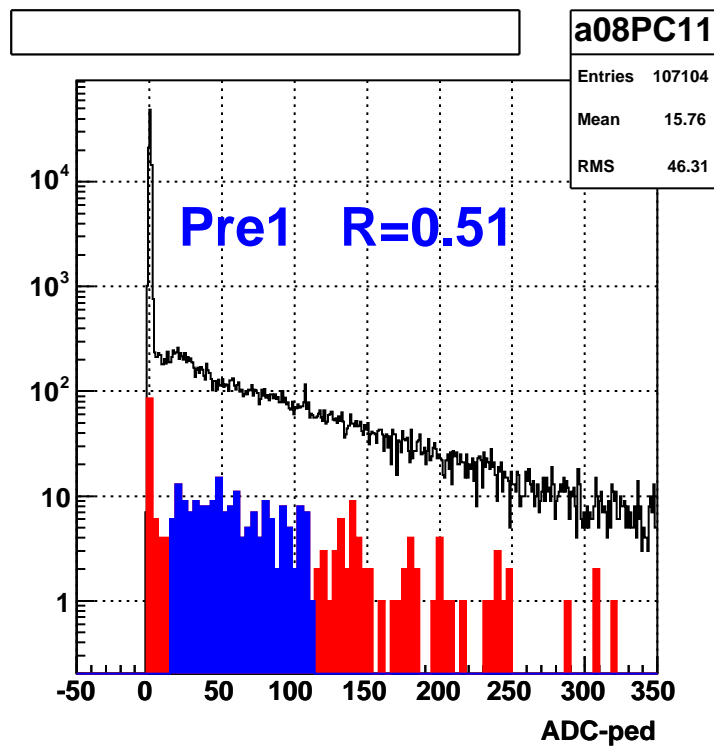 a08PC11
Entries 107104
Mean 15.76
RMS 46.31
10^4
Pre1 R=0.51
10^3
10^2
10
1
-50 0 50 100 150 200 250 300 350
ADC-ped